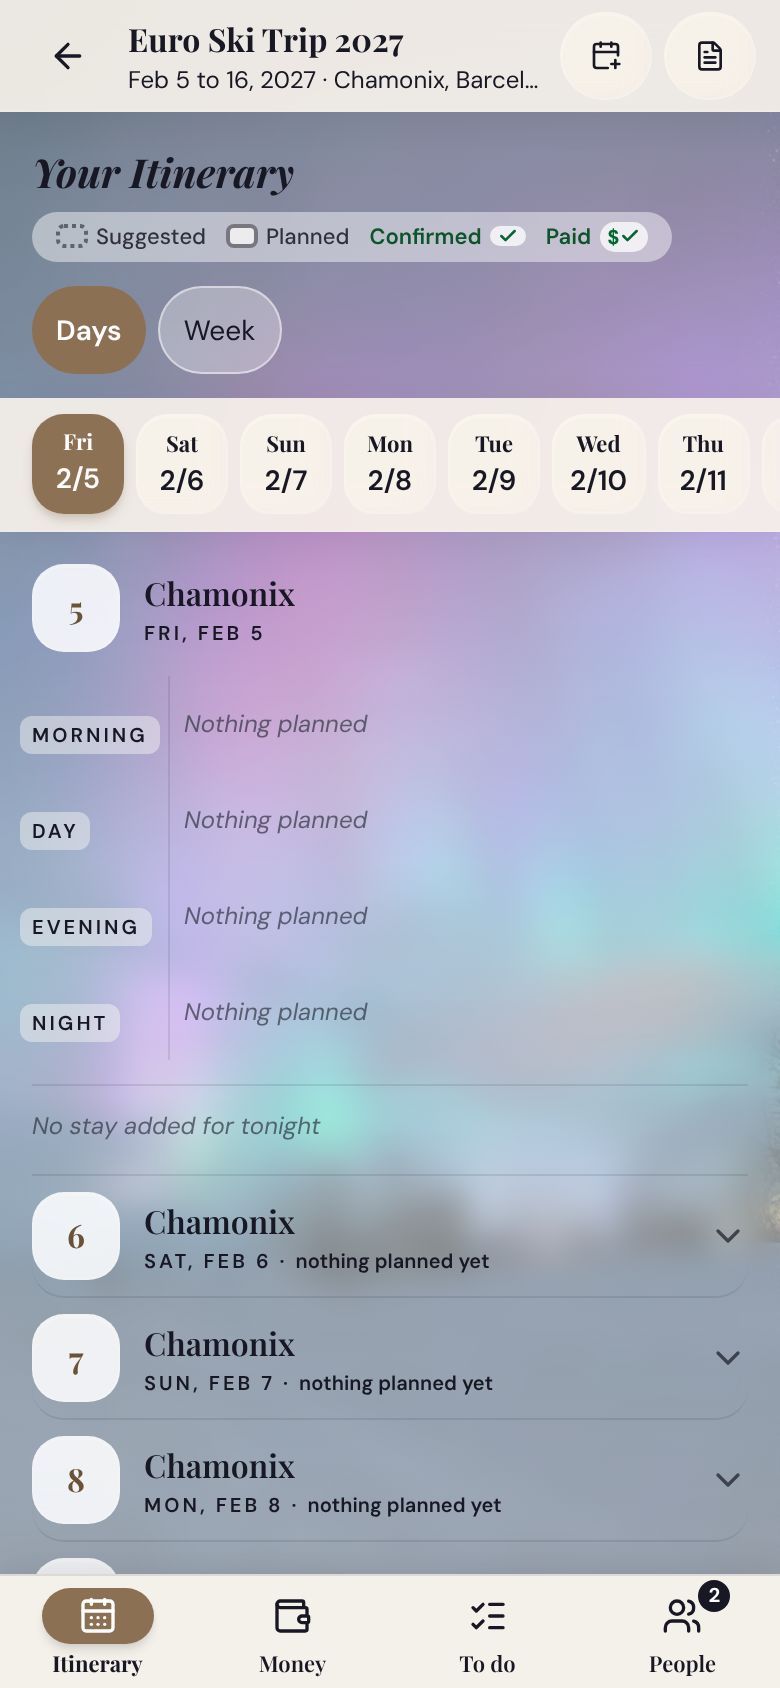 Euro Ski Trip 2027
Feb 5 to 16, 2027 · Chamonix, Barcel...
Your Itinerary
Suggested Planned Confirmed Paid $
Days Week
Fri Sat Sun Mon Tue Wed Thu
2/5 2/6 2/7 2/8 2/9 2/10 2/11
5 Chamonix
FRI, FEB 5
MORNING Nothing planned
DAY Nothing planned
EVENING Nothing planned
NIGHT Nothing planned
No stay added for tonight
6 Chamonix
SAT, FEB 6 · nothing planned yet
7 Chamonix
SUN, FEB 7 · nothing planned yet
8 Chamonix
MON, FEB 8 · nothing planned yet
2
Itinerary Money To do People